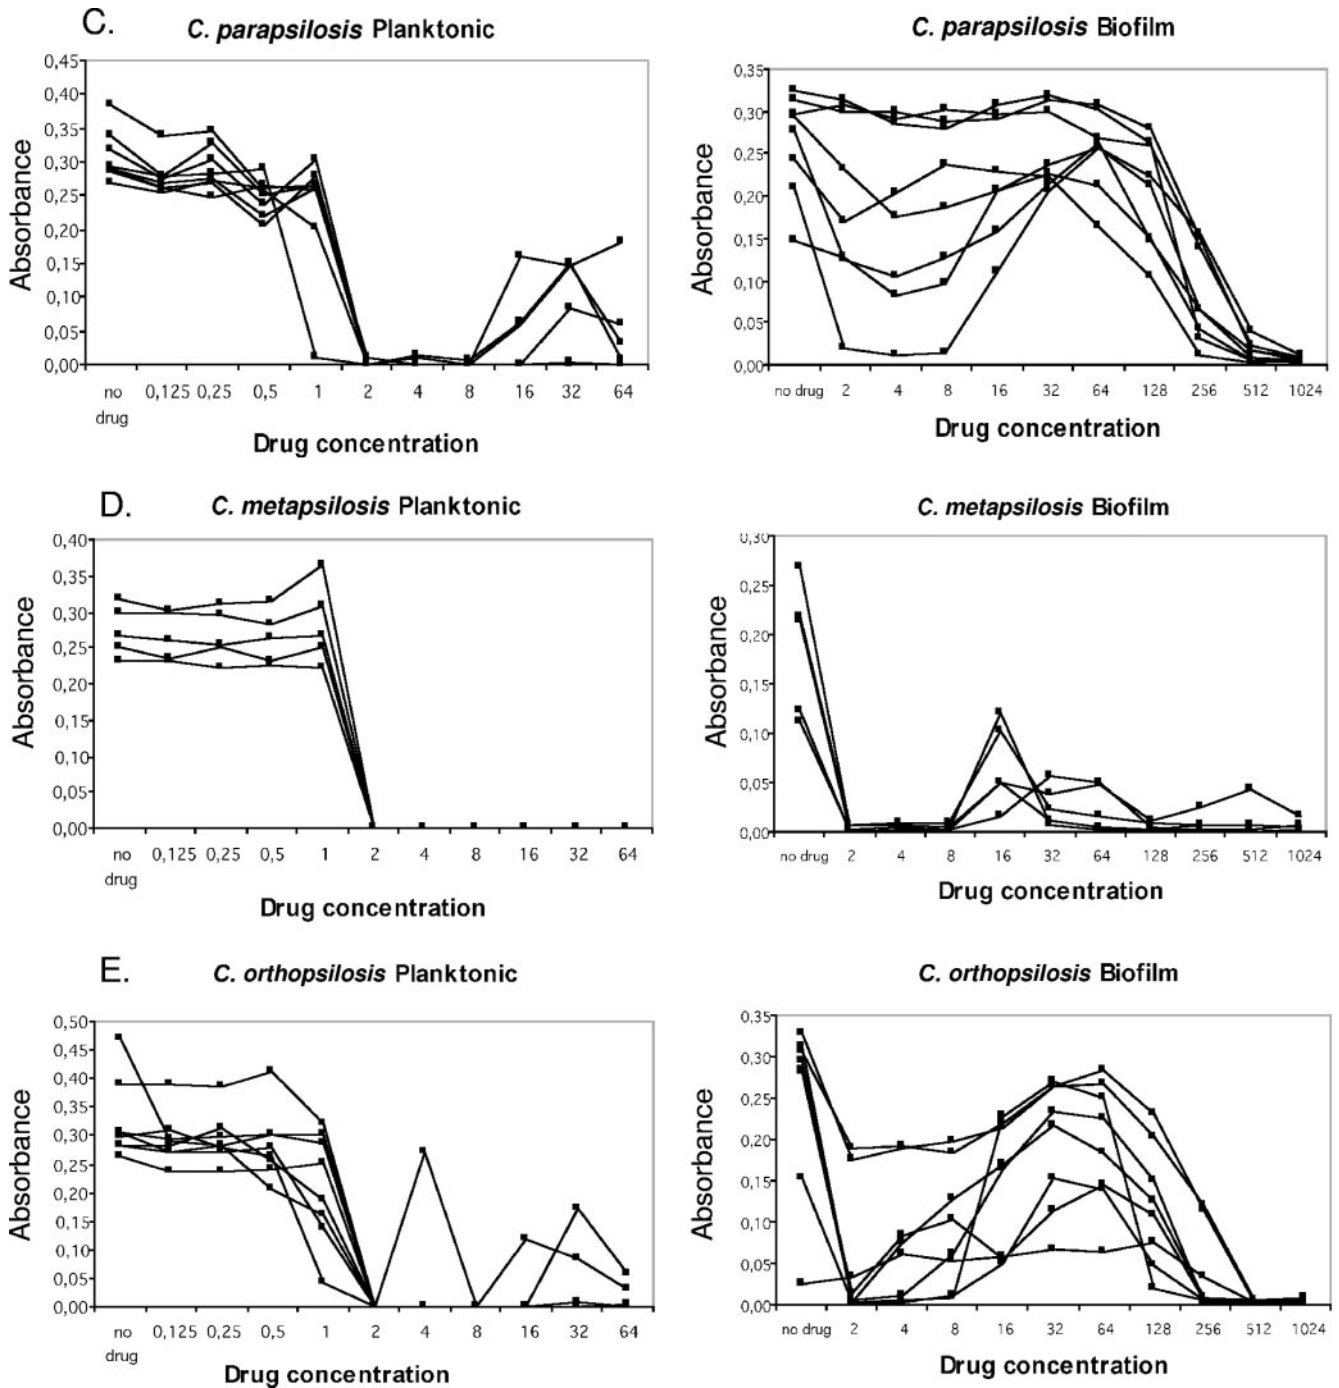 C.
C. parapsilosis Planktonic
0,45
0,40
0,35
0,30
0,25
0,20
0,15
0,10
0,05
0,00
Absorbance
no drug 0,125 0,25 0,5 1 2 4 8 16 32 64
Drug concentration
C. parapsilosis Biofilm
0,35
0,30
0,25
0,20
0,15
0,10
0,05
0,00
Absorbance
no drug 2 4 8 16 32 64 128 256 512 1024
Drug concentration
D.
C. metapsilosis Planktonic
0,40
0,35
0,30
0,25
0,20
0,15
0,10
0,05
0,00
Absorbance
no drug 0,125 0,25 0,5 1 2 4 8 16 32 64
Drug concentration
C. metapsilosis Biofilm
0,30
0,25
0,20
0,15
0,10
0,05
0,00
Absorbance
no drug 2 4 8 16 32 64 128 256 512 1024
Drug concentration
E.
C. orthopsilosis Planktonic
0,50
0,45
0,40
0,35
0,30
0,25
0,20
0,15
0,10
0,05
0,00
Absorbance
no drug 0,125 0,25 0,5 1 2 4 8 16 32 64
Drug concentration
C. orthopsilosis Biofilm
0,35
0,30
0,25
0,20
0,15
0,10
0,05
0,00
Absorbance
no drug 2 4 8 16 32 64 128 256 512 1024
Drug concentration